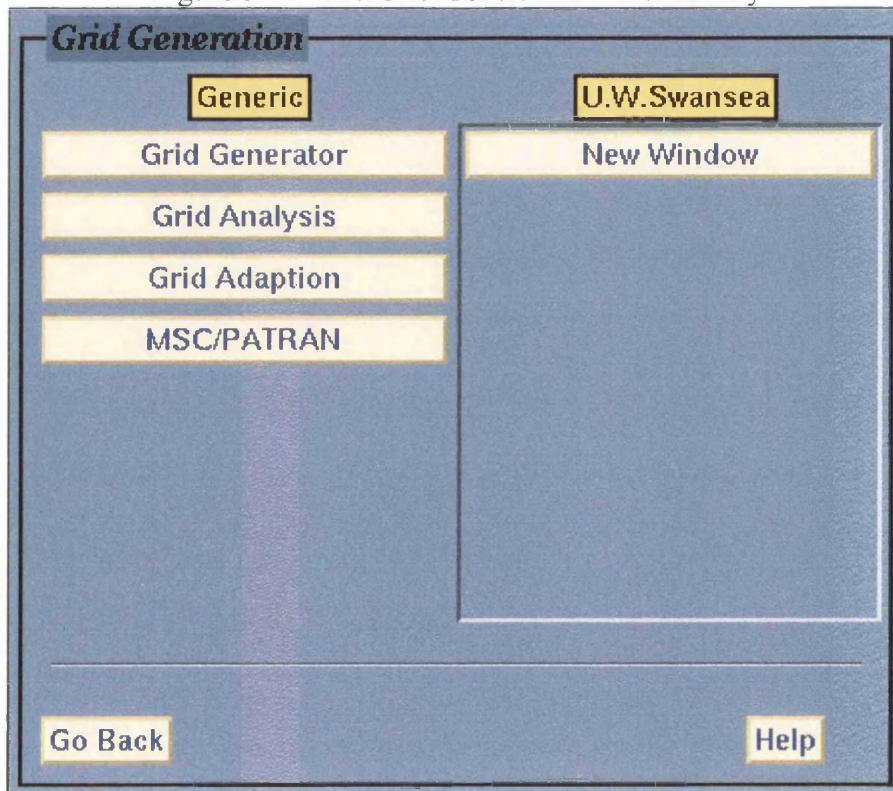 Grid Generation
Generic
U.W.Swansea
Grid Generator
New Window
Grid Analysis
Grid Adaption
MSC/PATRAN
Go Back
Help